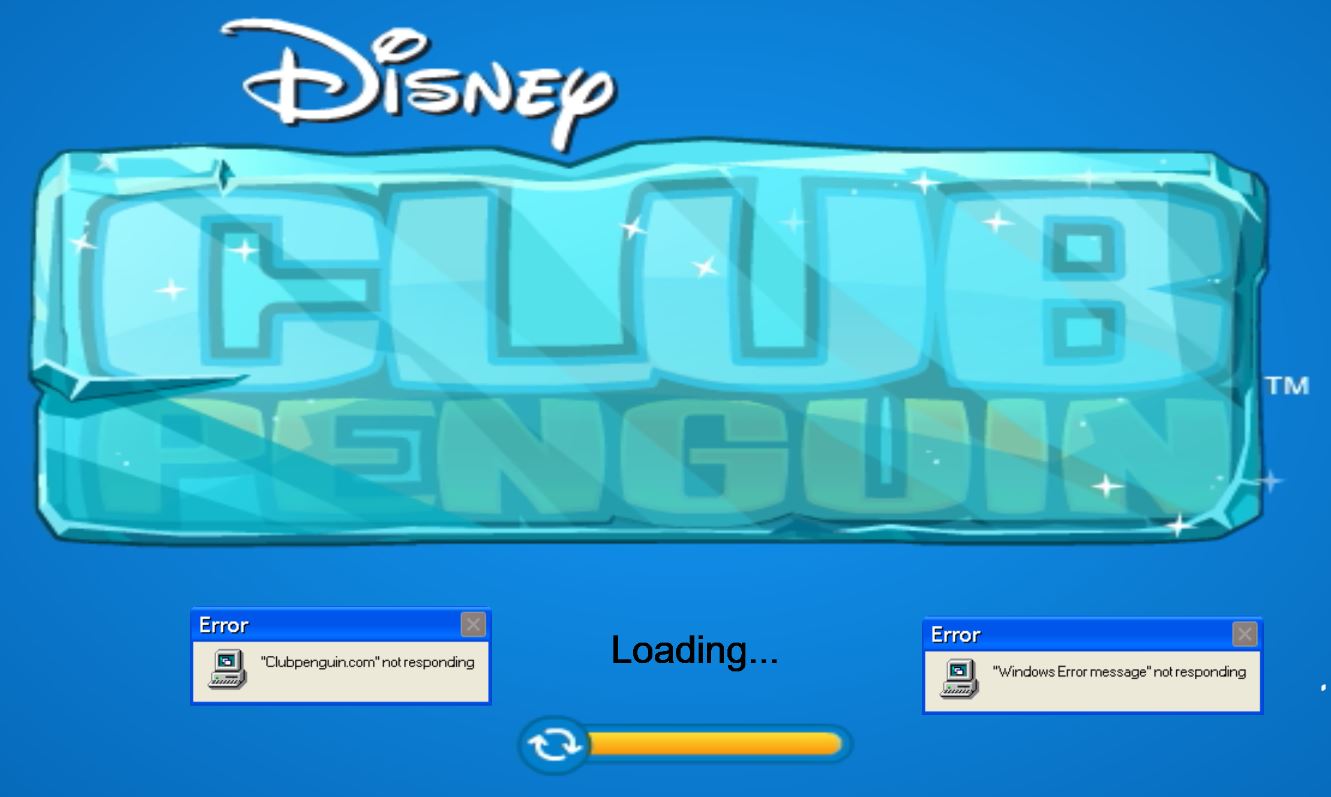 Disney
CLUB
PENGUIN
TM
Error
"Clubpenguin.com" not responding
Loading...
Error
"Windows Error message" not responding